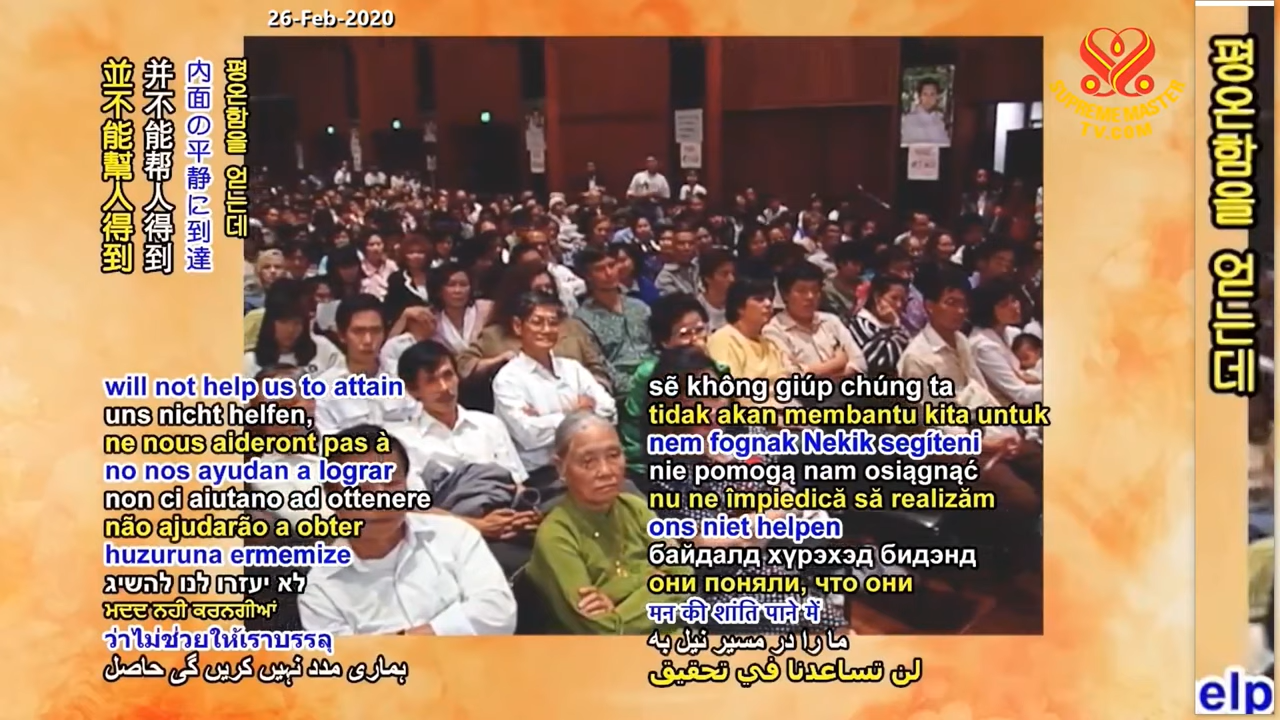 26-Feb-2020
SUPREME MASTER
TV.COM
평온함을 얻는데
内面の平静に到達
并不能帮人得到
並不能幫人得到
will not help us to attain
uns nicht helfen,
ne nous aideront pas à
no nos ayudan a lograr
non ci aiutano ad ottenere
não ajudarão a obter
huzuruna ermemize
לא יעזרו לנו להשיג
ਮਦਦ ਨਹੀ ਕਰਨਗੀਆਂ
ว่าไม่ช่วยให้เราบรรลุ
ہماری مدد نہیں کریں گی حاصل
sẽ không giúp chúng ta
tidak akan membantu kita untuk
nem fognak Nekik segíteni
nie pomogą nam osiągnąć
nu ne împiedică să realizăm
ons niet helpen
байдалд хүрэхэд бидэнд
они поняли, что они
मन की शांति पाने में
ما را در مسیر نیل به
لن تساعدنا في تحقيق
평온함을 얻는데
elp